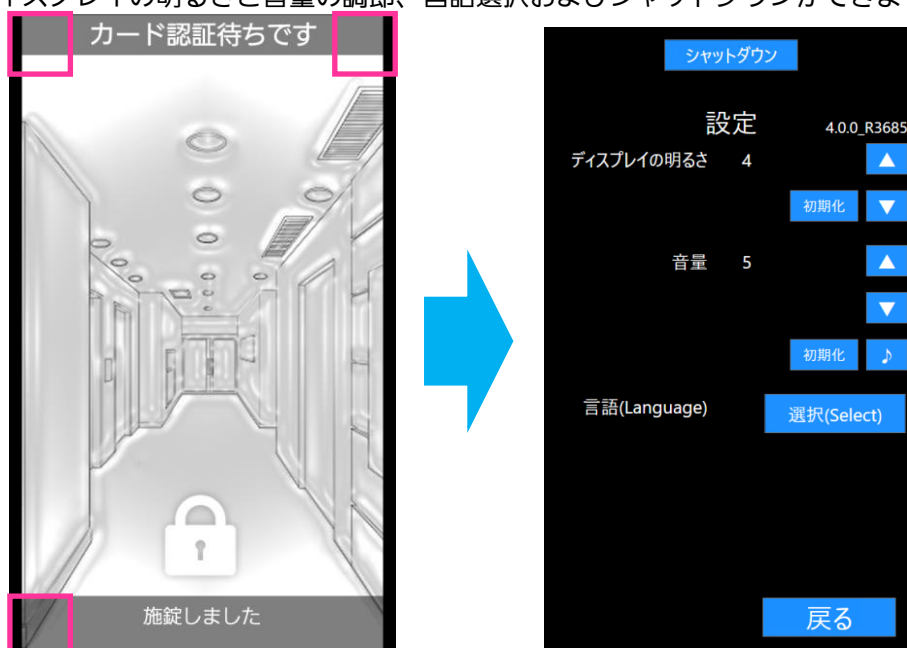 ィスプレイの明るさと音量の調節、言語選択およびシャットダウンができま
カード認証待ちです
施錠しました
シャットダウン
設定 4.0.0_R3685
ディスプレイの明るさ 4 ▲
初期化 ▼
音量 5 ▲
▼
初期化 ♪
言語(Language) 選択(Select)
戻る